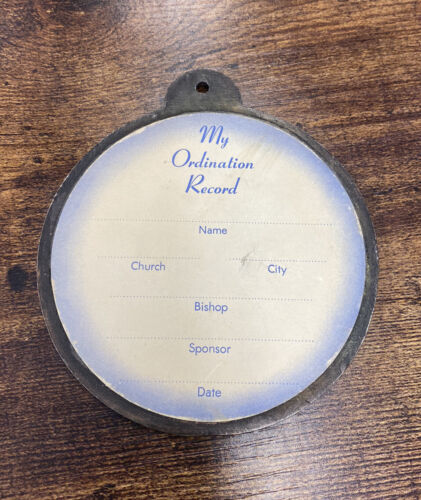 My
Ordination
Record
Name
Church City
Bishop
Sponsor
Date